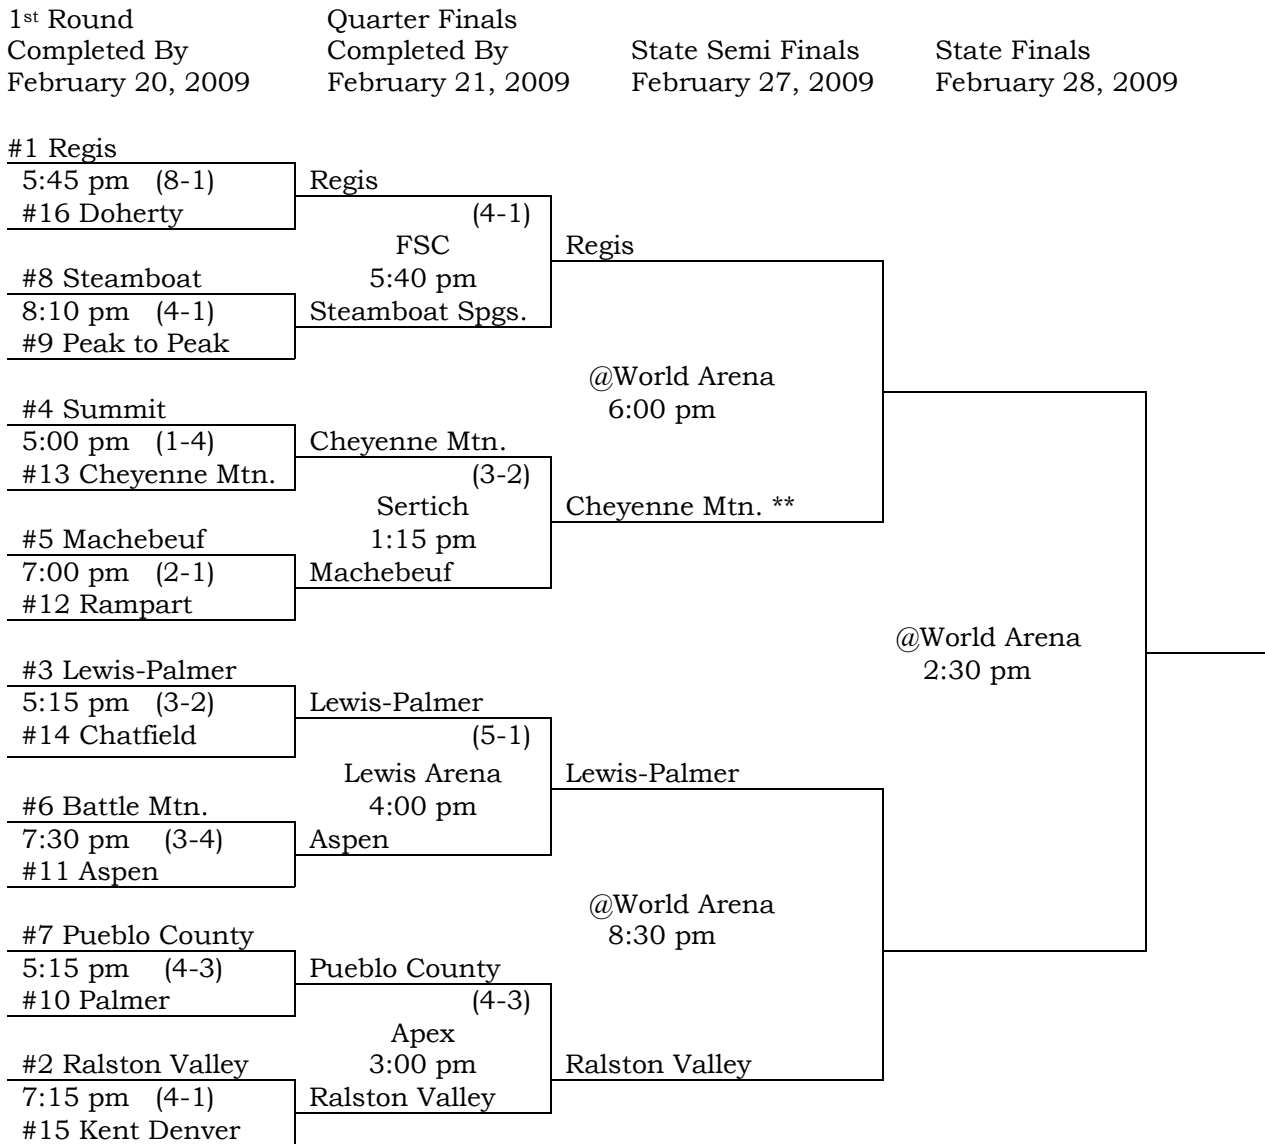 1st Round
Completed By
February 20, 2009
Quarter Finals
Completed By
February 21, 2009
State Semi Finals
February 27, 2009
State Finals
February 28, 2009
#1 Regis
5:45 pm (8-1)
#16 Doherty
#8 Steamboat
8:10 pm (4-1)
#9 Peak to Peak
#4 Summit
5:00 pm (1-4)
#13 Cheyenne Mtn.
#5 Machebeuf
7:00 pm (2-1)
#12 Rampart
#3 Lewis-Palmer
5:15 pm (3-2)
#14 Chatfield
#6 Battle Mtn.
7:30 pm (3-4)
#11 Aspen
#7 Pueblo County
5:15 pm (4-3)
#10 Palmer
#2 Ralston Valley
7:15 pm (4-1)
#15 Kent Denver
Regis
(4-1)
FSC
5:40 pm
Steamboat Spgs.
Cheyenne Mtn.
(3-2)
Sertich
1:15 pm
Machebeuf
Lewis-Palmer
(5-1)
Lewis Arena
4:00 pm
Aspen
Pueblo County
(4-3)
Apex
3:00 pm
Ralston Valley
Regis
@World Arena
6:00 pm
Cheyenne Mtn. **
Lewis-Palmer
@World Arena
8:30 pm
Ralston Valley
@World Arena
2:30 pm